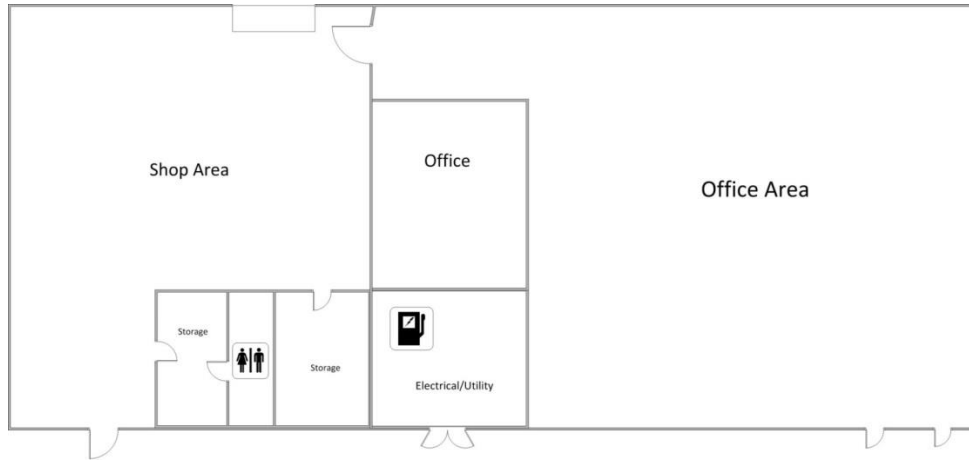 Shop Area
Office
Office Area
Storage
Storage
Electrical/Utility